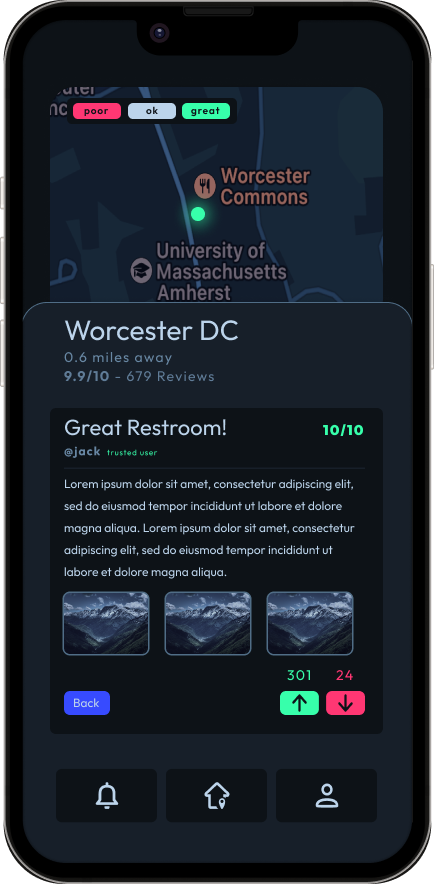 poor ok great
Worcester
Commons
University of
Massachusetts
Amherst
Worcester DC
0.6 miles away
9.9/10 - 679 Reviews
Great Restroom!
10/10
@jack trusted user
Lorem ipsum dolor sit amet, consectetur adipiscing elit,
sed do eiusmod tempor incididunt ut labore et dolore
magna aliqua. Lorem ipsum dolor sit amet, consectetur
adipiscing elit, sed do eiusmod tempor incididunt ut
labore et dolore magna aliqua.
301 24
Back